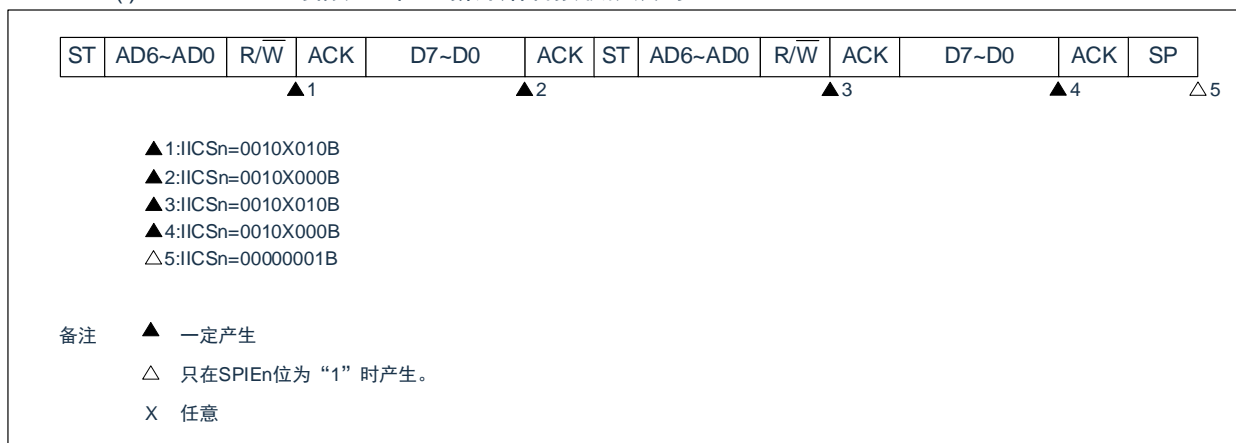 ST AD6~AD0 R/W ACK D7~D0 ACK ST AD6~AD0 R/W ACK D7~D0 ACK SP
▲1 ▲2 ▲3 ▲4 △5
▲1:IICSn=0010X010B
▲2:IICSn=0010X000B
▲3:IICSn=0010X010B
▲4:IICSn=0010X000B
△5:IICSn=00000001B
备注 ▲ 一定产生
△ 只在SPIEn位为“1”时产生。
X 任意